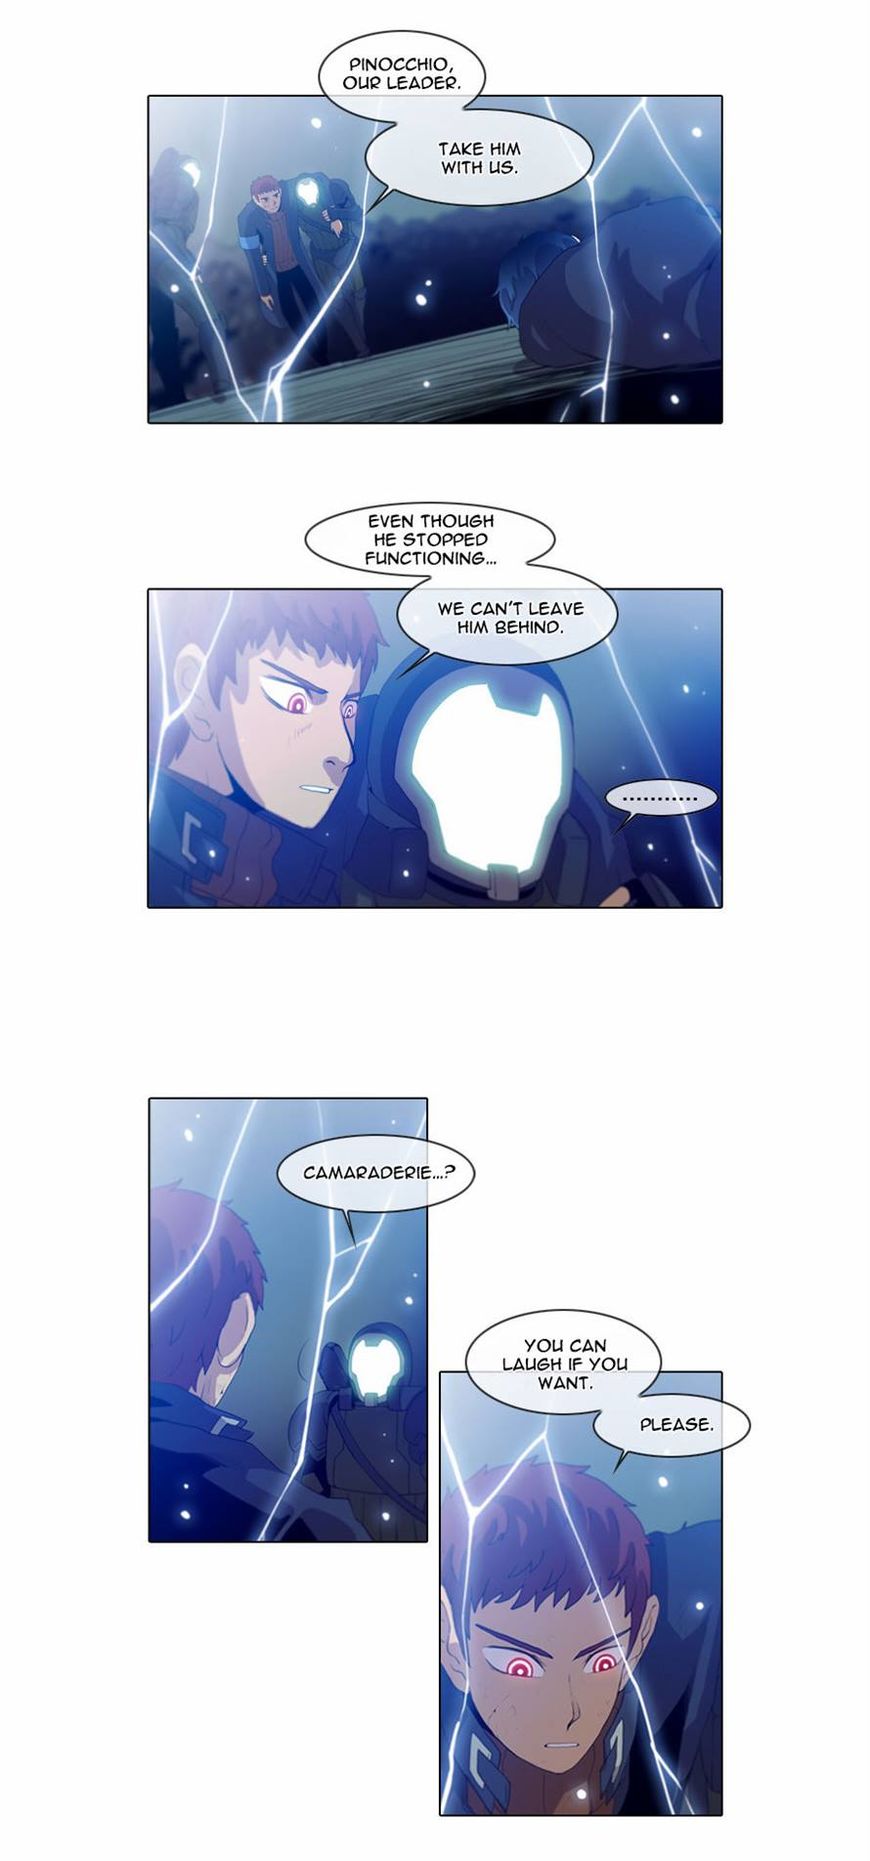 PINOCCHIO,
OUR LEADER.
TAKE HIM
WITH US.
EVEN THOUGH
HE STOPPED
FUNCTIONING...
WE CAN'T LEAVE
HIM BEHIND.
...........
CAMARADERIE...?
YOU CAN
LAUGH IF YOU
WANT.
PLEASE.